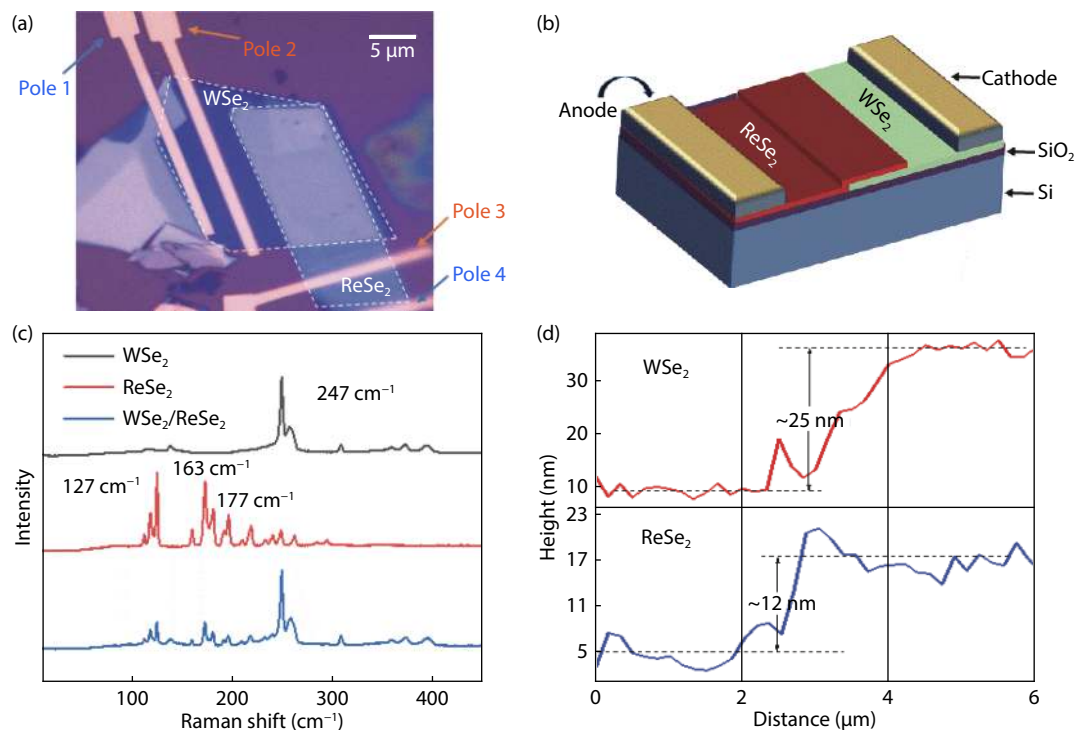 (a)
Pole 1
Pole 2
5 μm
WSe₂
Pole 3
Pole 4
ReSe₂
(b)
Anode
Cathode
ReSe₂
WSe₂
SiO₂
Si
(c)
WSe₂
ReSe₂
WSe₂/ReSe₂
247 cm⁻¹
127 cm⁻¹
163 cm⁻¹
177 cm⁻¹
Intensity
100
200
300
400
Raman shift (cm⁻¹)
(d)
WSe₂
30
~25 nm
20
10
Height (nm)
23
ReSe₂
17
~12 nm
11
5
0
2
4
6
Distance (μm)